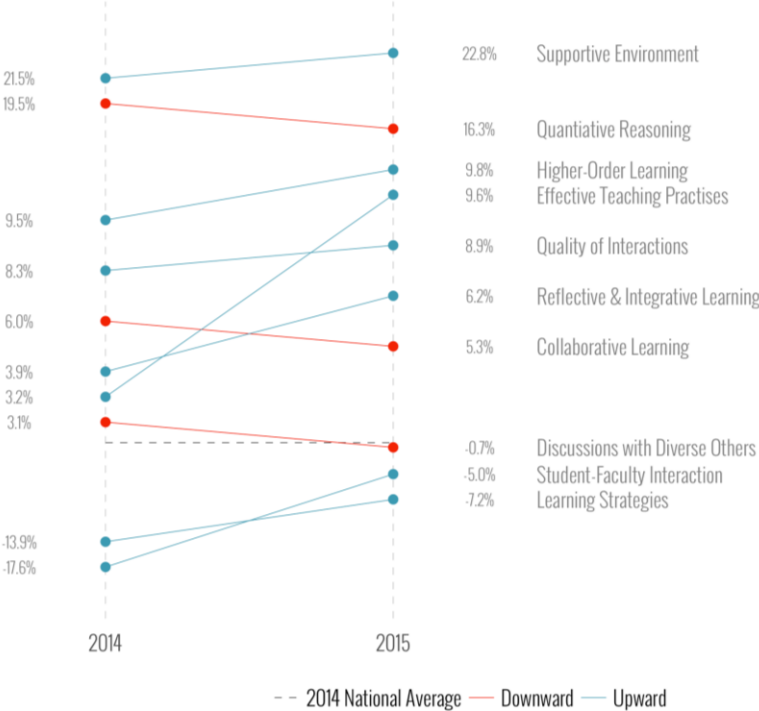 22.8% Supportive Environment
21.5%
19.5%
16.3% Quantiative Reasoning
9.8% Higher-Order Learning
9.6% Effective Teaching Practises
9.5%
8.9% Quality of Interactions
8.3%
6.2% Reflective & Integrative Learning
6.0%
5.3% Collaborative Learning
3.9%
3.2%
3.1%
-0.7% Discussions with Diverse Others
-5.0% Student-Faculty Interaction
-7.2% Learning Strategies
-13.9%
-17.6%
2014 2015
2014 National Average Downward Upward